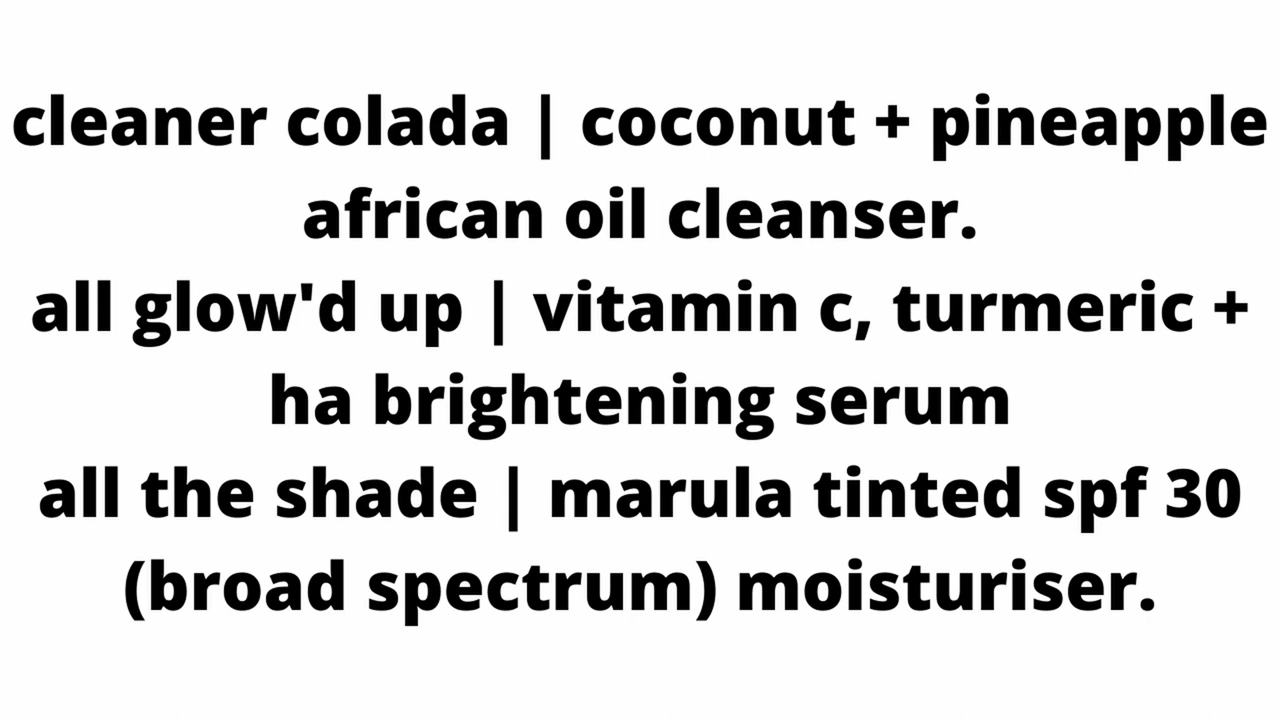 cleaner colada | coconut + pineapple
african oil cleanser.
all glow'd up | vitamin c, turmeric +
ha brightening serum
all the shade | marula tinted spf 30
(broad spectrum) moisturiser.